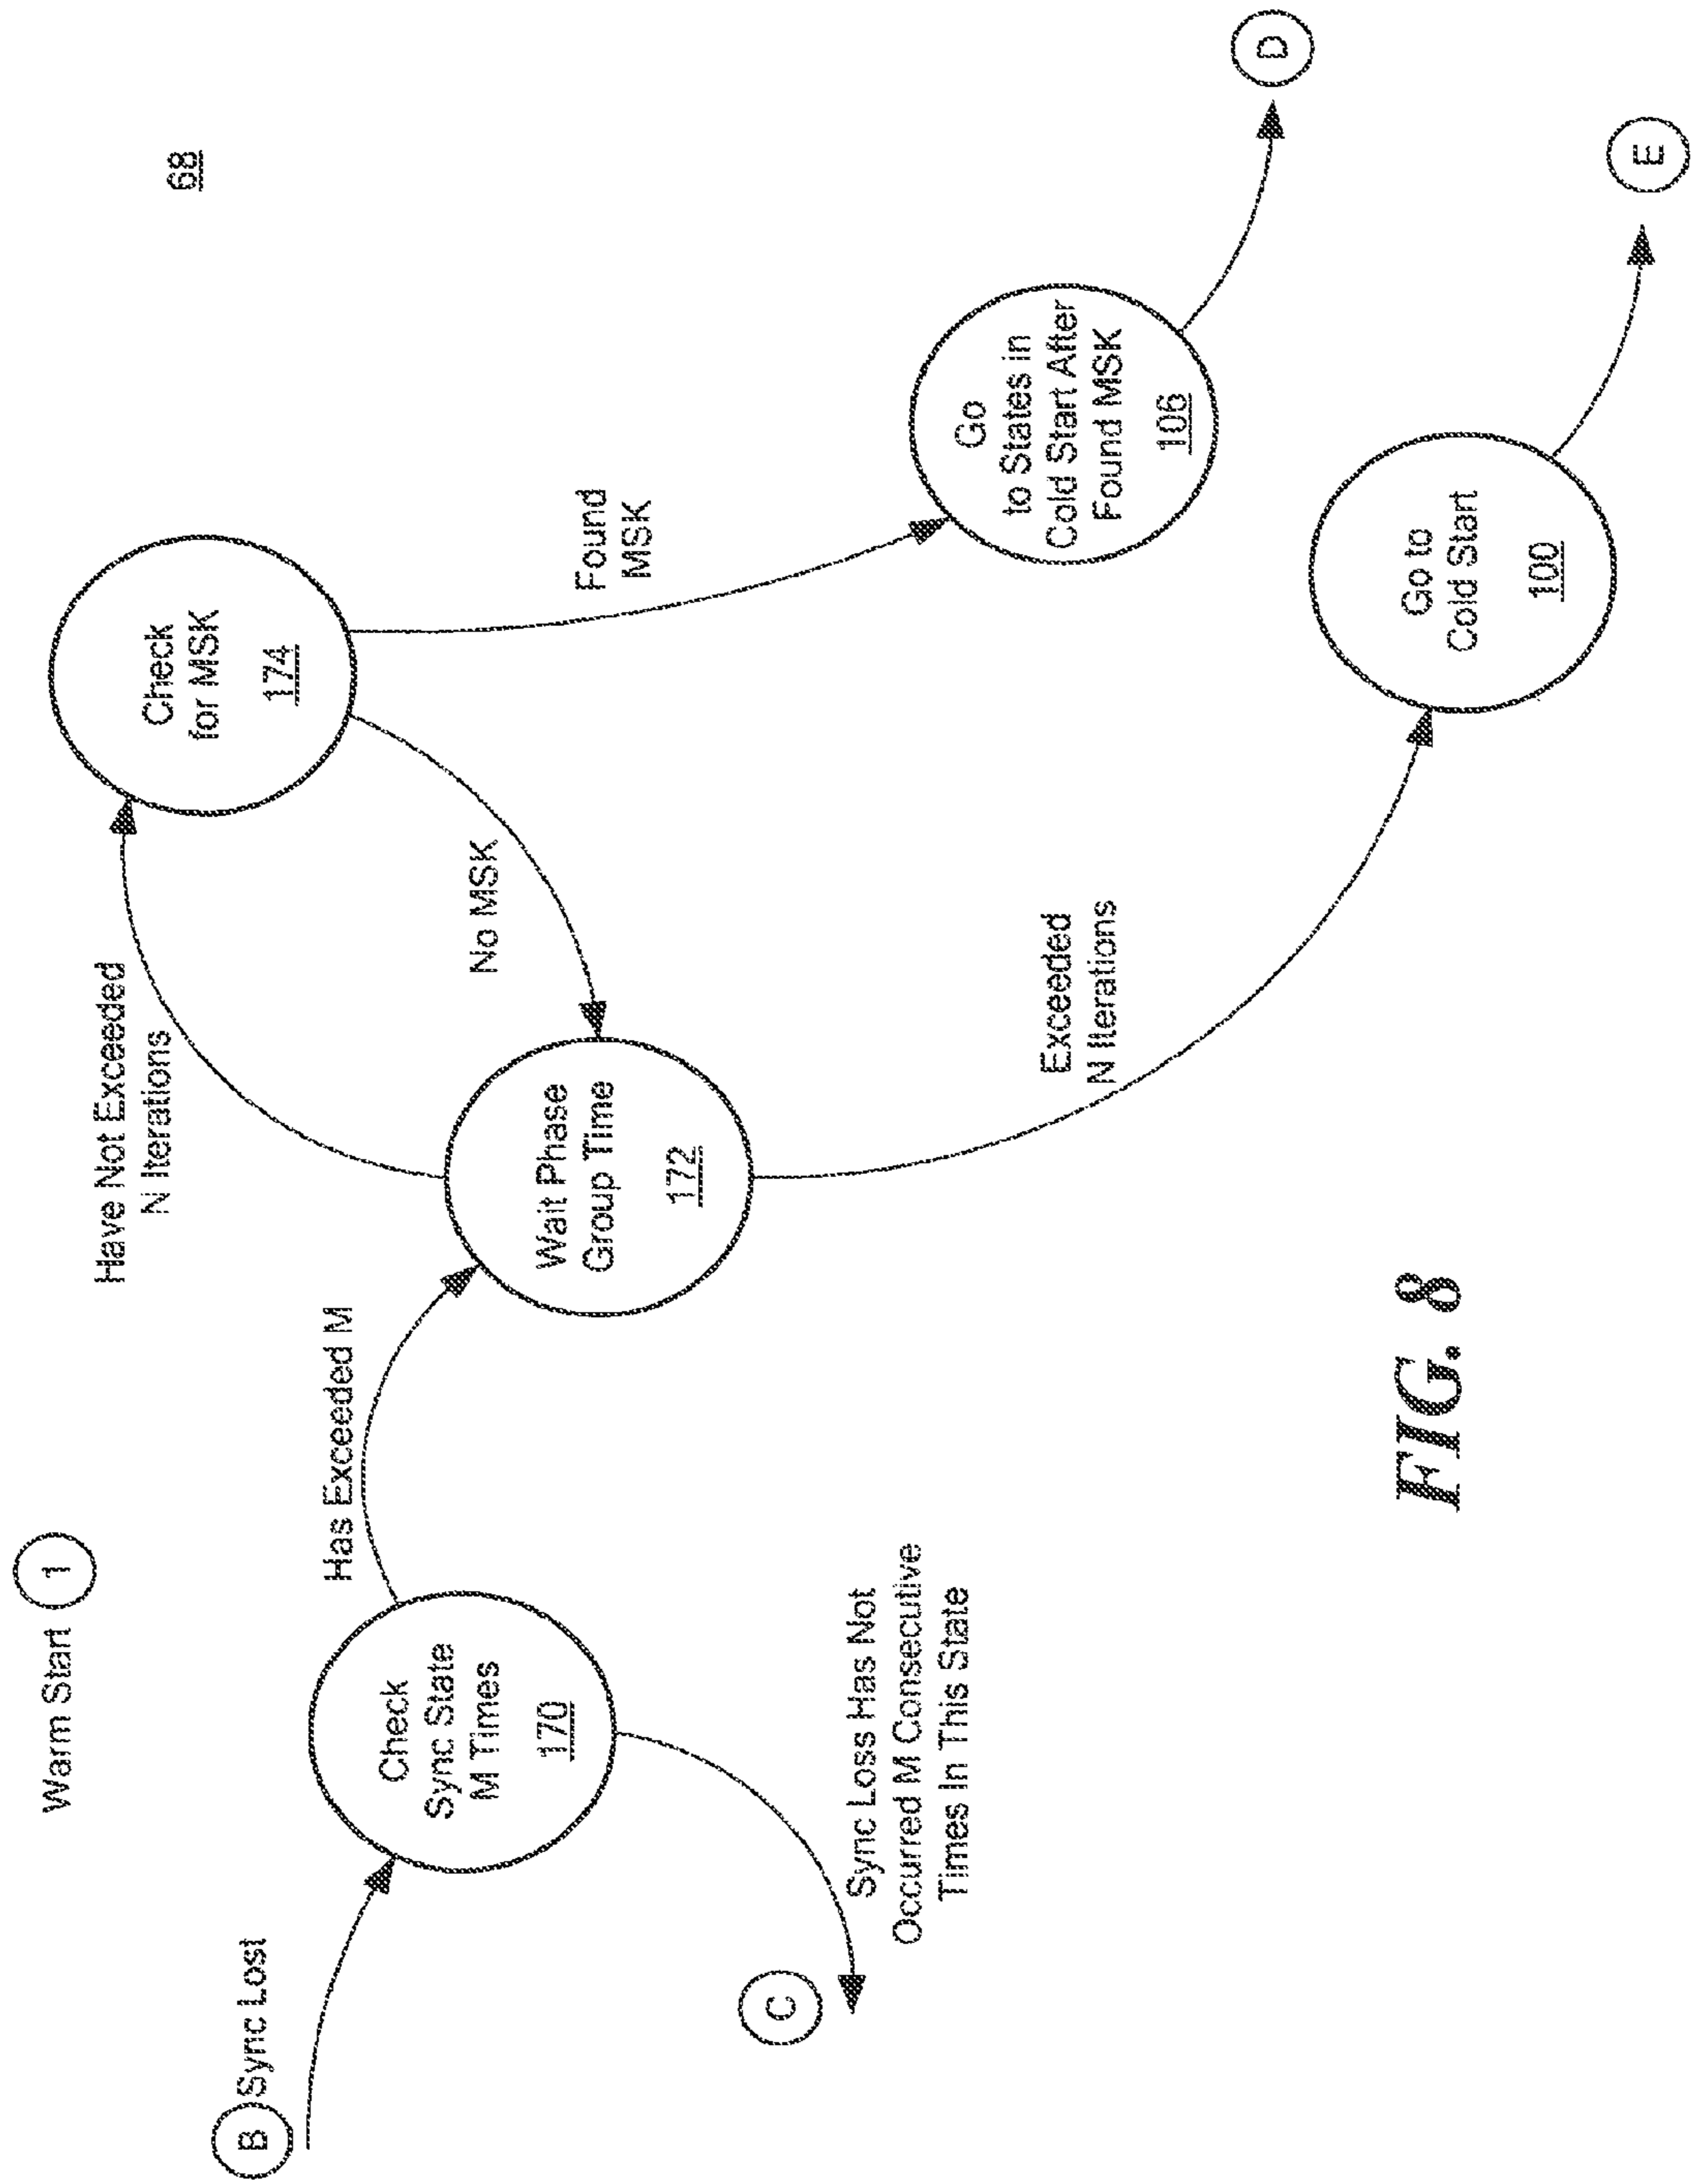 68
Warm Start
1
B
Sync Lost
Check
Sync State
M Times
170
Has Exceeded M
C
Sync Loss Has Not
Occurred M Consecutive
Times In This State
Wait Phase
Group Time
172
Have Not Exceeded
N Iterations
No MSK
Check
for MSK
174
Found
MSK
Go
to States in
Cold Start After
Found MSK
106
D
Exceeded
N Iterations
Go to
Cold Start
100
E
FIG. 8